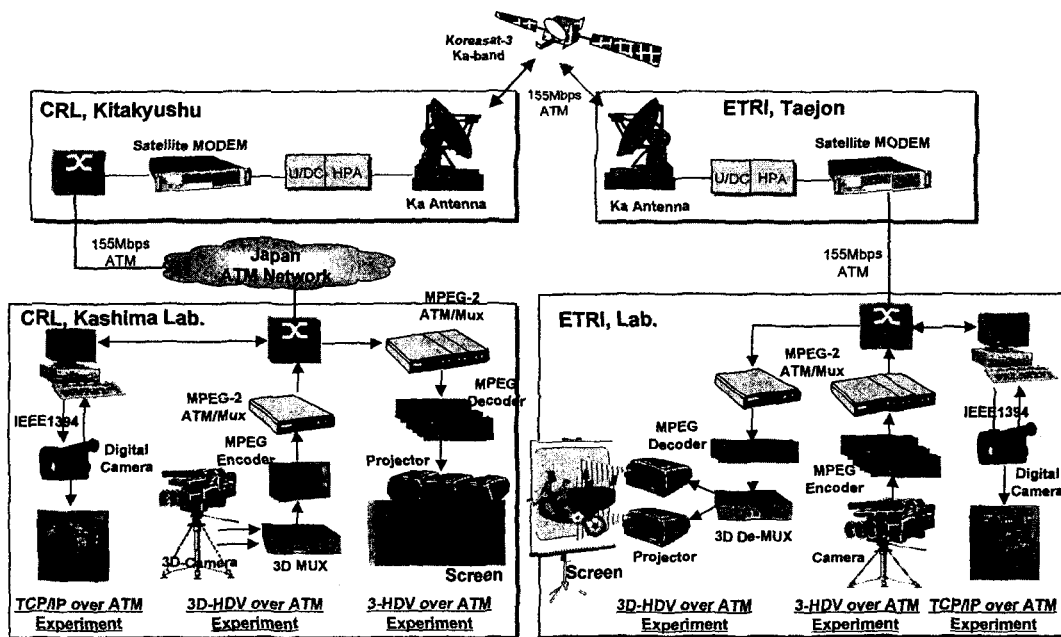 Koreasat-3
Ka-band
155Mbps
ATM
CRL, Kitakyushu
Satellite MODEM
U/DC HPA
Ka Antenna
ETRI, Taejon
Satellite MODEM
U/DC HPA
Ka Antenna
155Mbps
ATM
Japan
ATM Network
155Mbps
ATM
CRL, Kashima Lab.
MPEG-2
ATM/Mux
MPEG
Decoder
MPEG-2
ATM/Mux
IEEE1394
Digital
Camera
MPEG
Encoder
Projector
3D-Camera
3D MUX
Screen
TCP/IP over ATM
Experiment
3D-HDV over ATM
Experiment
3-HDV over ATM
Experiment
ETRI, Lab.
MPEG-2
ATM/Mux
IEEE1394
MPEG
Decoder
MPEG
Encoder
Digital
Camera
3D De-MUX
Projector
Camera
Screen
3D-HDV over ATM
Experiment
3-HDV over ATM
Experiment
TCP/IP over ATM
Experiment